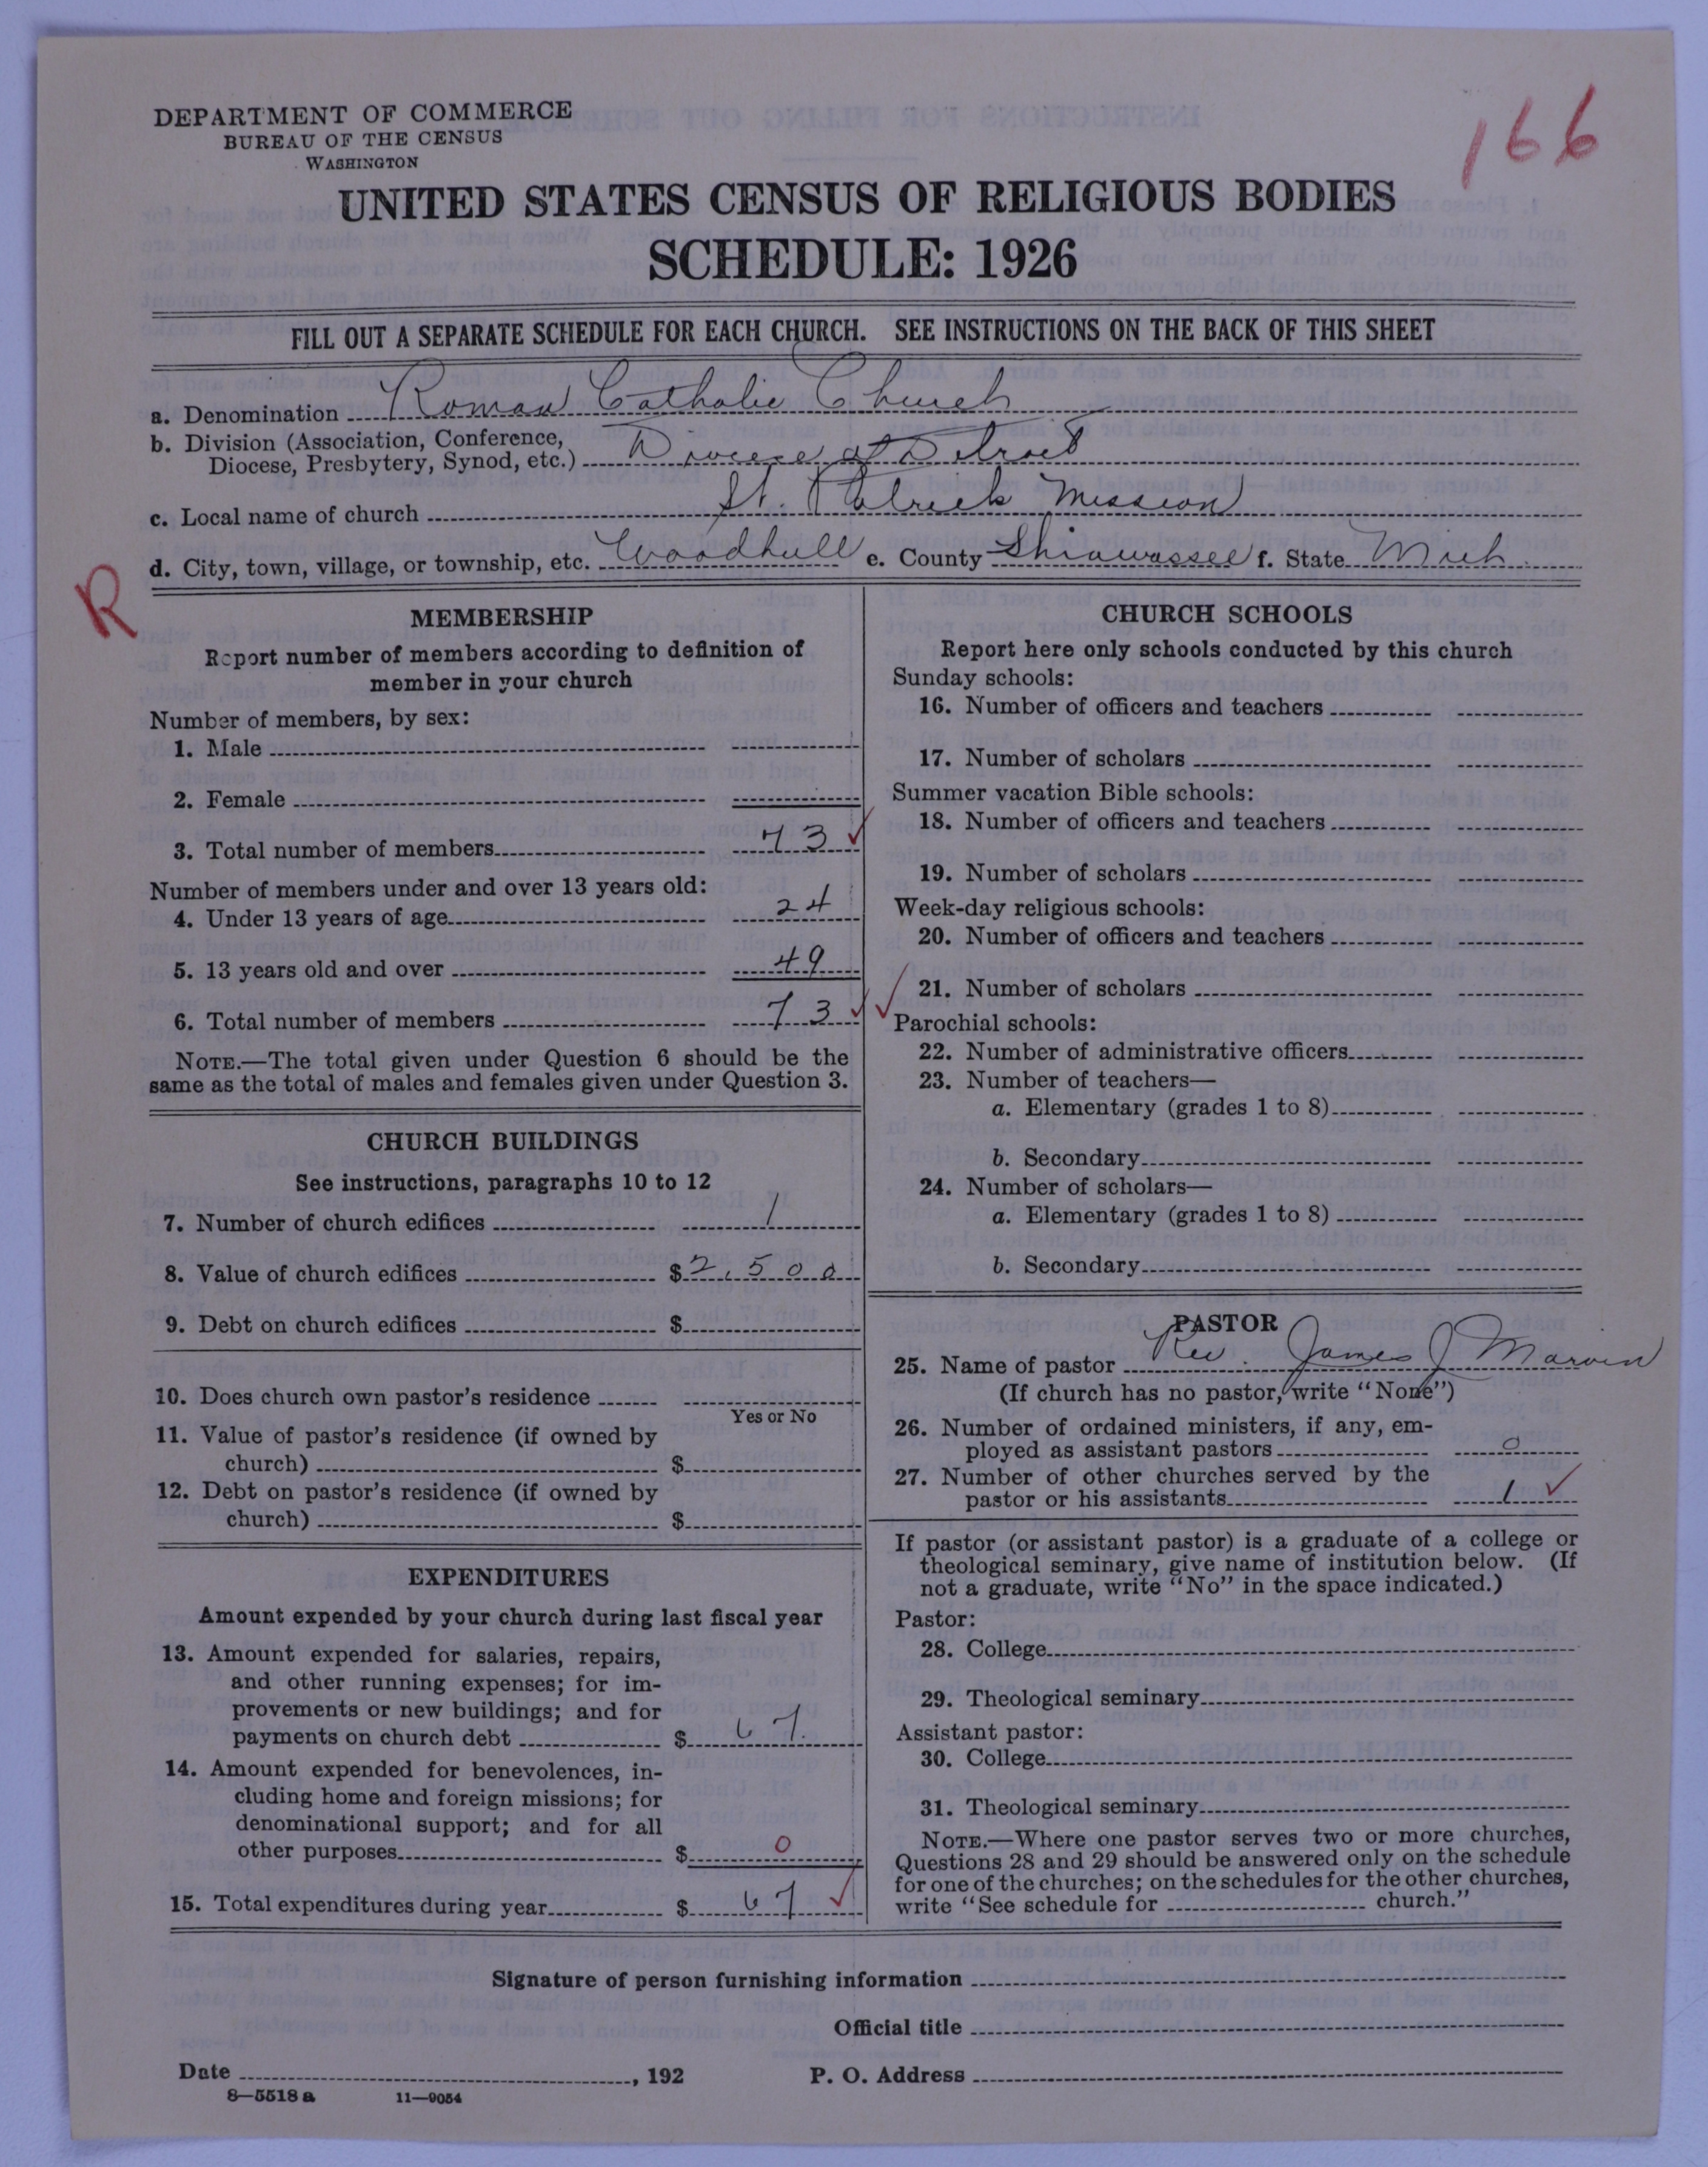 DEPARTMENT OF COMMERCE
BUREAU OF THE CENSUS
WASHINGTON
166
UNITED STATES CENSUS OF RELIGIOUS BODIES
SCHEDULE: 1926
FILL OUT A SEPARATE SCHEDULE FOR EACH CHURCH. SEE INSTRUCTIONS ON THE BACK OF THIS SHEET
a. Denomination Roman Catholic Church
b. Division (Association, Conference,
Diocese, Presbytery, Synod, etc.) Diocese of Detroit
c. Local name of church St. Patrick Mission
d. City, town, village, or township, etc. Woodhull e. County Shiawassee f. State Mich.
R
MEMBERSHIP
Report number of members according to definition of
member in your church
Number of members, by sex:
1. Male
2. Female
3. Total number of members 73
Number of members under and over 13 years old:
4. Under 13 years of age 24
5. 13 years old and over 49
6. Total number of members 73
NOTE.—The total given under Question 6 should be the
same as the total of males and females given under Question 3.
CHURCH BUILDINGS
See instructions, paragraphs 10 to 12
7. Number of church edifices 1
8. Value of church edifices $ 2,500
9. Debt on church edifices $
10. Does church own pastor's residence
Yes or No
11. Value of pastor's residence (if owned by
church) $
12. Debt on pastor's residence (if owned by
church) $
EXPENDITURES
Amount expended by your church during last fiscal year
13. Amount expended for salaries, repairs,
and other running expenses; for im-
provements or new buildings; and for
payments on church debt $ 67.
14. Amount expended for benevolences, in-
cluding home and foreign missions; for
denominational support; and for all
other purposes $ 0
15. Total expenditures during year $ 67
CHURCH SCHOOLS
Report here only schools conducted by this church
Sunday schools:
16. Number of officers and teachers
17. Number of scholars
Summer vacation Bible schools:
18. Number of officers and teachers
19. Number of scholars
Week-day religious schools:
20. Number of officers and teachers
21. Number of scholars
Parochial schools:
22. Number of administrative officers
23. Number of teachers—
a. Elementary (grades 1 to 8)
b. Secondary
24. Number of scholars—
a. Elementary (grades 1 to 8)
b. Secondary
PASTOR
25. Name of pastor Rev. James J Marvin
(If church has no pastor, write "None")
26. Number of ordained ministers, if any, em-
ployed as assistant pastors 0
27. Number of other churches served by the
pastor or his assistants 1
If pastor (or assistant pastor) is a graduate of a college or
theological seminary, give name of institution below. (If
not a graduate, write "No" in the space indicated.)
Pastor:
28. College
29. Theological seminary
Assistant pastor:
30. College
31. Theological seminary
NOTE.—Where one pastor serves two or more churches,
Questions 28 and 29 should be answered only on the schedule
for one of the churches; on the schedules for the other churches,
write "See schedule for church."
Signature of person furnishing information
Official title
Date , 192 P. O. Address
8—5518 a 11—9054